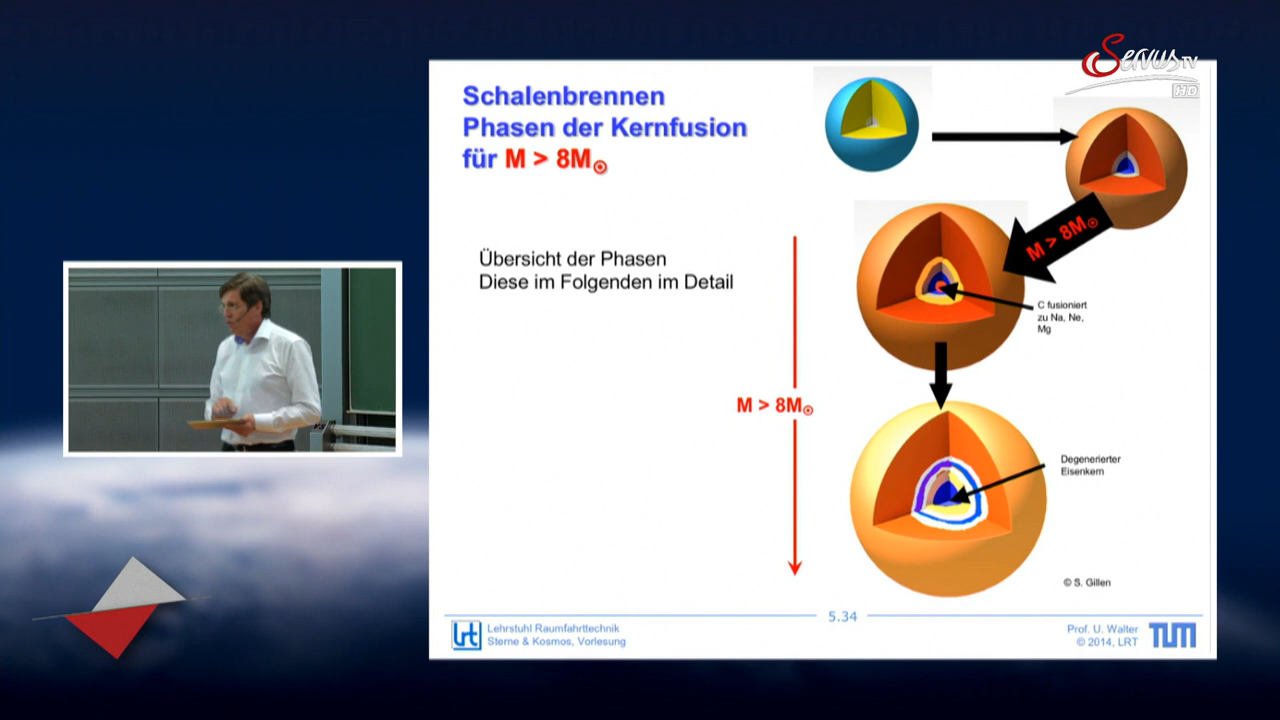 Servus TV
HD
Schalenbrennen
Phasen der Kernfusion
für M > 8M☉
M > 8M☉
Übersicht der Phasen
Diese im Folgenden im Detail
C fusioniert
zu Na, Ne,
Mg
M > 8M☉
Degenerierter
Eisenkern
© S. Gillen
5.34
lrt
Lehrstuhl Raumfahrttechnik
Sterne & Kosmos, Vorlesung
Prof. U. Walter
© 2014, LRT
TUM